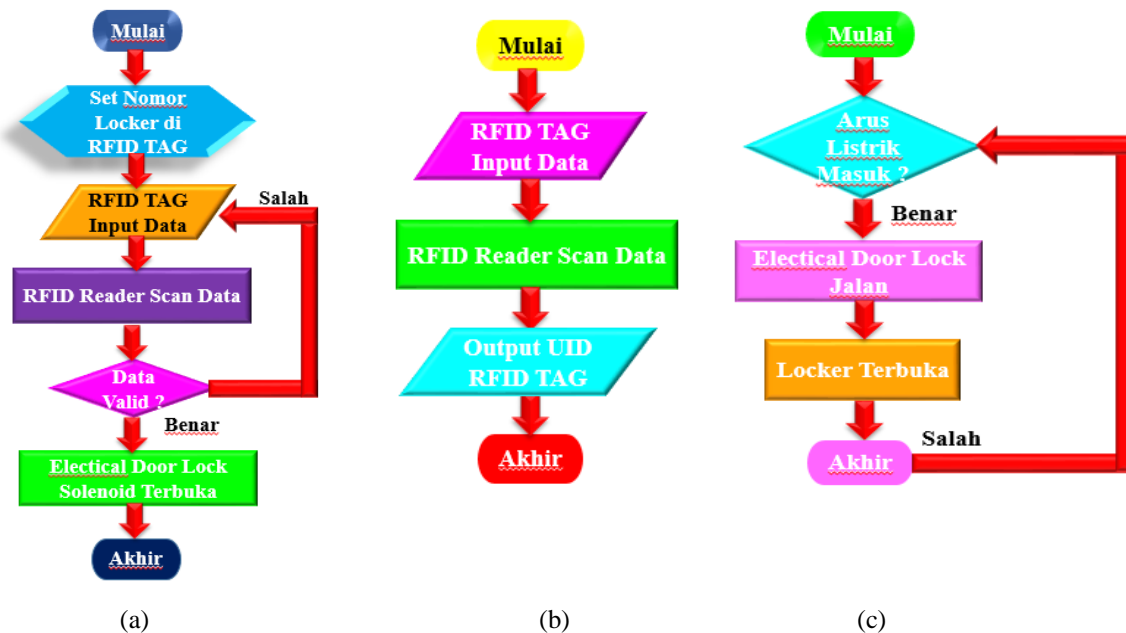 Mulai
Set Nomor
Locker di
RFID TAG
RFID TAG
Input Data
Salah
RFID Reader Scan Data
Data
Valid ?
Benar
Electical Door Lock
Solenoid Terbuka
Akhir
(a)
Mulai
RFID TAG
Input Data
RFID Reader Scan Data
Output UID
RFID TAG
Akhir
(b)
Mulai
Arus
Listrik
Masuk ?
Benar
Electical Door Lock
Jalan
Locker Terbuka
Akhir
Salah
(c)